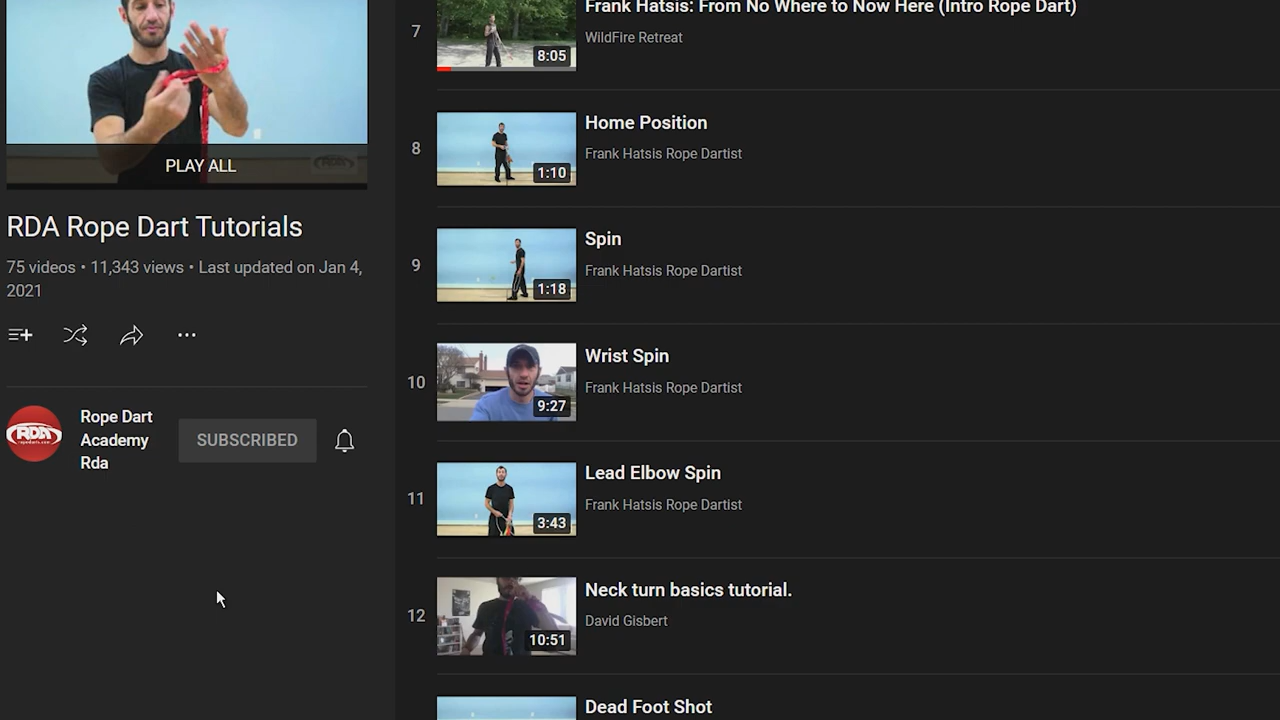 PLAY ALL
RDA Rope Dart Tutorials
75 videos • 11,343 views • Last updated on Jan 4,
2021
RDA
Rope Dart
Academy
Rda
SUBSCRIBED
7
8:05
Frank Hatsis: From No Where to Now Here (Intro Rope Dart)
WildFire Retreat
8
1:10
Home Position
Frank Hatsis Rope Dartist
9
1:18
Spin
Frank Hatsis Rope Dartist
10
9:27
Wrist Spin
Frank Hatsis Rope Dartist
11
3:43
Lead Elbow Spin
Frank Hatsis Rope Dartist
12
10:51
Neck turn basics tutorial.
David Gisbert
Dead Foot Shot